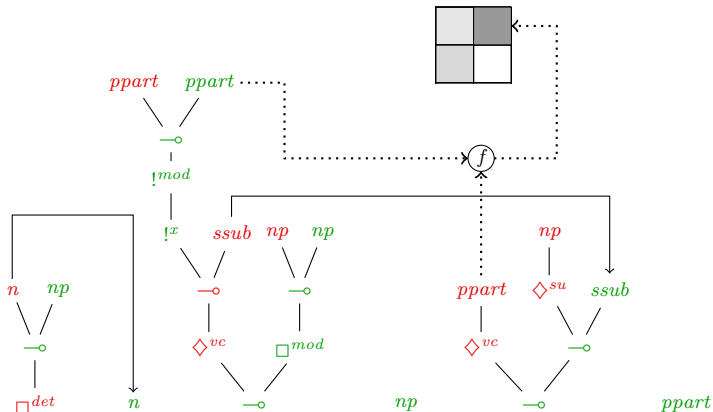 ppart ppart
⊸
f
!mod
!x ssub np np np
n np ⊸ ⊸ ppart ◇su ssub
⊸ ◇vc □mod ◇vc ⊸
□det n ⊸ np ⊸ ppart